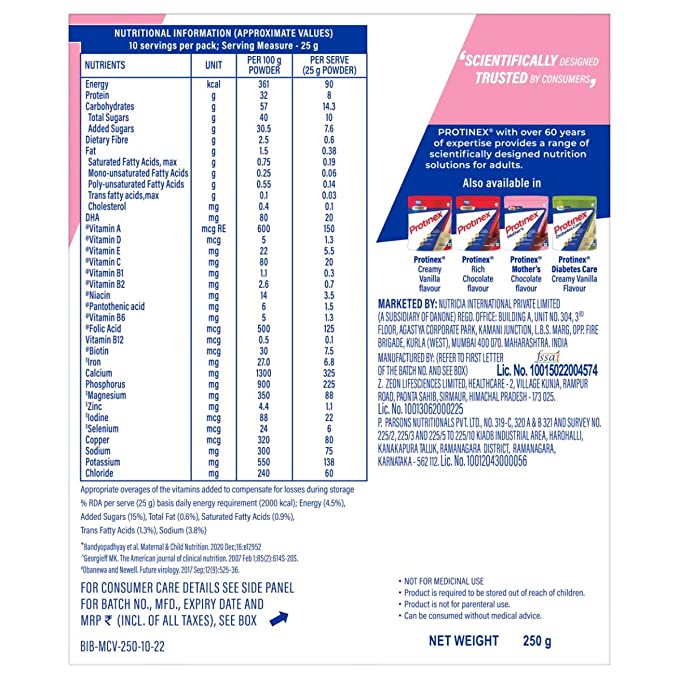 NUTRITIONAL INFORMATION (APPROXIMATE VALUES)
10 servings per pack; Serving Measure - 25 g
NUTRIENTS UNIT PER 100 g POWDER PER SERVE (25 g POWDER)
Energy kcal 361 90
Protein g 32 8
Carbohydrates g 57 14.3
Total Sugars g 40 10
Added Sugars g 30.5 7.6
Dietary Fibre g 2.5 0.6
Fat g 1.5 0.38
Saturated Fatty Acids, max g 0.75 0.19
Mono-unsaturated Fatty Acids g 0.25 0.06
Poly-unsaturated Fatty Acids g 0.55 0.14
Trans fatty acids,max g 0.1 0.03
Cholesterol mg 0.4 0.1
DHA mg 80 20
#Vitamin A mcg RE 600 150
#Vitamin D mcg 5 1.3
#Vitamin E mg 22 5.5
#Vitamin C mg 80 20
#Vitamin B1 mg 1.1 0.3
#Vitamin B2 mg 2.6 0.7
#Niacin mg 14 3.5
#Pantothenic acid mg 6 1.5
#Vitamin B6 mg 5 1.3
#Folic Acid mcg 500 125
Vitamin B12 mcg 0.5 0.1
#Biotin mcg 30 7.5
Iron mg 27.0 6.8
Calcium mg 1300 325
Phosphorus mg 900 225
Magnesium mg 350 88
Zinc mg 4.4 1.1
Iodine mcg 88 22
Selenium mcg 24 6
Copper mcg 320 80
Sodium mg 300 75
Potassium mg 550 138
Chloride mg 240 60
Appropriate overages of the vitamins added to compensate for losses during storage
% RDA per serve (25 g) basis daily energy requirement (2000 kcal); Energy (4.5%),
Added Sugars (15%), Total Fat (0.6%), Saturated Fatty Acids (0.9%),
Trans Fatty Acids (1.3%), Sodium (3.8%)
*Bandyopadhyay et al. Maternal & Child Nutrition. 2020 Dec;16:e12952
Georgieff MK. The American journal of clinical nutrition. 2007 Feb 1;85(2):614S-20S.
Obanewa and Newell. Future virology. 2017 Sep;12(9):525-36.
FOR CONSUMER CARE DETAILS SEE SIDE PANEL
FOR BATCH NO., MFD., EXPIRY DATE AND
MRP ₹ (INCL. OF ALL TAXES), SEE BOX
BIB-MCV-250-10-22
‘SCIENTIFICALLY DESIGNED
TRUSTED BY CONSUMERS,
PROTINEX® with over 60 years
of expertise provides a range of
scientifically designed nutrition
solutions for adults.
Also available in
Protinex Protinex Protinex Protinex
Protinex® Protinex® Protinex® Protinex®
Creamy Rich Mother's Diabetes Care
Vanilla Chocolate Chocolate Creamy Vanilla
flavour flavour flavour Flavour
MARKETED BY: NUTRICIA INTERNATIONAL PRIVATE LIMITED
(A SUBSIDIARY OF DANONE) REGD. OFFICE: BUILDING A, UNIT NO. 304, 3RD
FLOOR, AGASTYA CORPORATE PARK, KAMANI JUNCTION, L.B.S. MARG, OPP. FIRE
BRIGADE, KURLA (WEST), MUMBAI 400 070. MAHARASHTRA. INDIA
fssai
MANUFACTURED BY: (REFER TO FIRST LETTER
OF THE BATCH NO. AND SEE BOX) Lic. No. 10015022004574
Z. ZEON LIFESCIENCES LIMITED, HEALTHCARE - 2, VILLAGE KUNJA, RAMPUR
ROAD, PAONTA SAHIB, SIRMAUR, HIMACHAL PRADESH - 173 025.
Lic. No. 10013062000225
P. PARSONS NUTRITIONALS PVT. LTD., NO. 319-C, 320 A & B 321 AND SURVEY NO.
225/2, 225/3 AND 225/5 TO 225/10 KIADB INDUSTRIAL AREA, HAROHALLI,
KANAKAPURA TALUK, RAMANAGARA DISTRICT, RAMANAGARA,
KARNATAKA - 562 112. Lic. No. 10012043000056
• NOT FOR MEDICINAL USE
• Product is required to be stored out of reach of children.
• Product is not for parenteral use.
• Can be consumed without medical advice.
NET WEIGHT 250 g